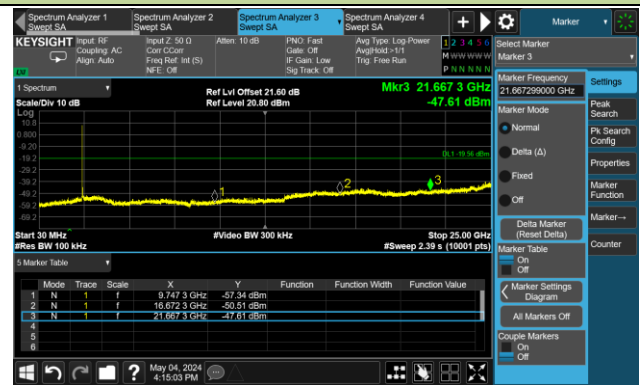 Spectrum Analyzer 1
Swept SA
Spectrum Analyzer 2
Swept SA
Spectrum Analyzer 3
Swept SA
Spectrum Analyzer 4
Swept SA
+
Marker
KEYSIGHT
Input: RF
Coupling: AC
Align: Auto
Input Z: 50 Ω
Corr CCorr
Freq Ref: Int (S)
NFE: Off
Atten: 10 dB
PNO: Fast
Gate: Off
IF Gain: Low
Sig Track: Off
Avg Type: Log-Power
Avg|Hold:>1/1
Trig: Free Run
1 2 3 4 5 6
M W W W W W
P N N N N N
Select Marker
Marker 3
1 Spectrum
Scale/Div 10 dB
Log
Ref Lvl Offset 21.60 dB
Ref Level 20.80 dBm
Mkr3 21.667 3 GHz
-47.61 dBm
10.8
0.800
-9.20
-19.2
-29.2
-39.2
-49.2
-59.2
-69.2
DL1 -19.56 dBm
1
2
3
Start 30 MHz
#Res BW 100 kHz
#Video BW 300 kHz
Stop 25.00 GHz
#Sweep 2.39 s (10001 pts)
5 Marker Table
Mode Trace Scale X Y Function Function Width Function Value
1 N 1 f 9.747 3 GHz -57.34 dBm
2 N 1 f 16.672 3 GHz -50.51 dBm
3 N 1 f 21.667 3 GHz -47.61 dBm
4
5
6
Marker Frequency
21.667299000 GHz
Marker Mode
Normal
Delta (Δ)
Fixed
Off
Delta Marker
(Reset Delta)
Marker Table
On
Off
Marker Settings
Diagram
All Markers Off
Couple Markers
On
Off
Settings
Peak
Search
Pk Search
Config
Properties
Marker
Function
Marker→
Counter
?
May 04, 2024
4:15:03 PM